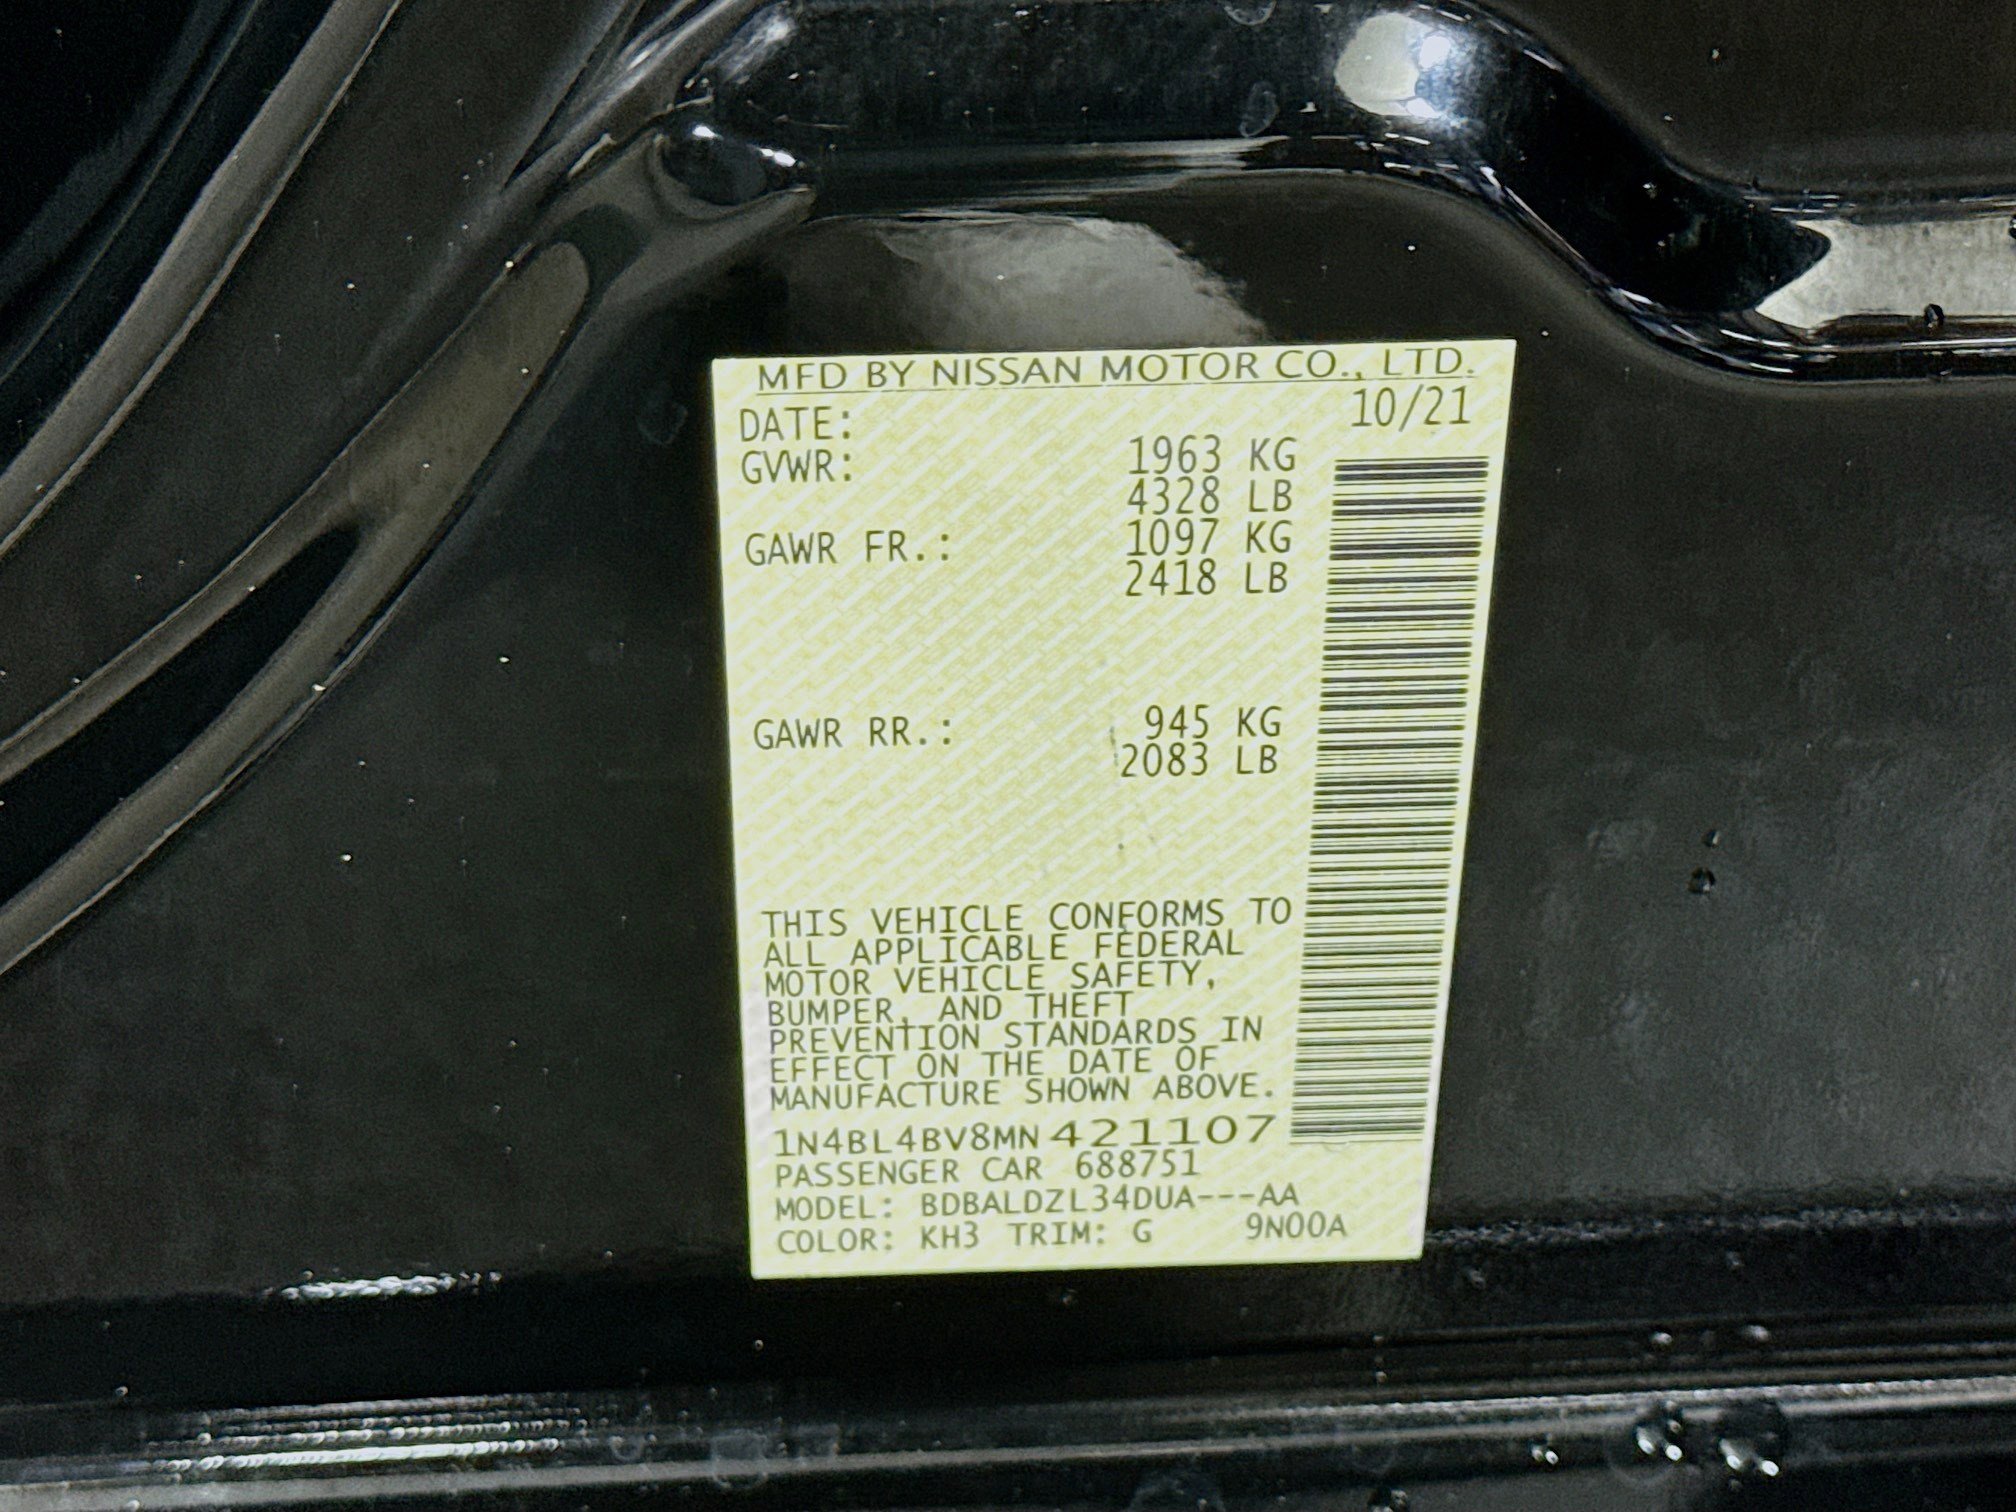 MFD BY NISSAN MOTOR CO., LTD.
DATE: 10/21
GVWR: 1963 KG
4328 LB
GAWR FR.: 1097 KG
2418 LB
GAWR RR.: 945 KG
2083 LB
THIS VEHICLE CONFORMS TO
ALL APPLICABLE FEDERAL
MOTOR VEHICLE SAFETY,
BUMPER, AND THEFT
PREVENTION STANDARDS IN
EFFECT ON THE DATE OF
MANUFACTURE SHOWN ABOVE.
1N4BL4BV8MN421107
PASSENGER CAR 688751
MODEL: BDBALDZL34DUA---AA
COLOR: KH3 TRIM: G 9N00A